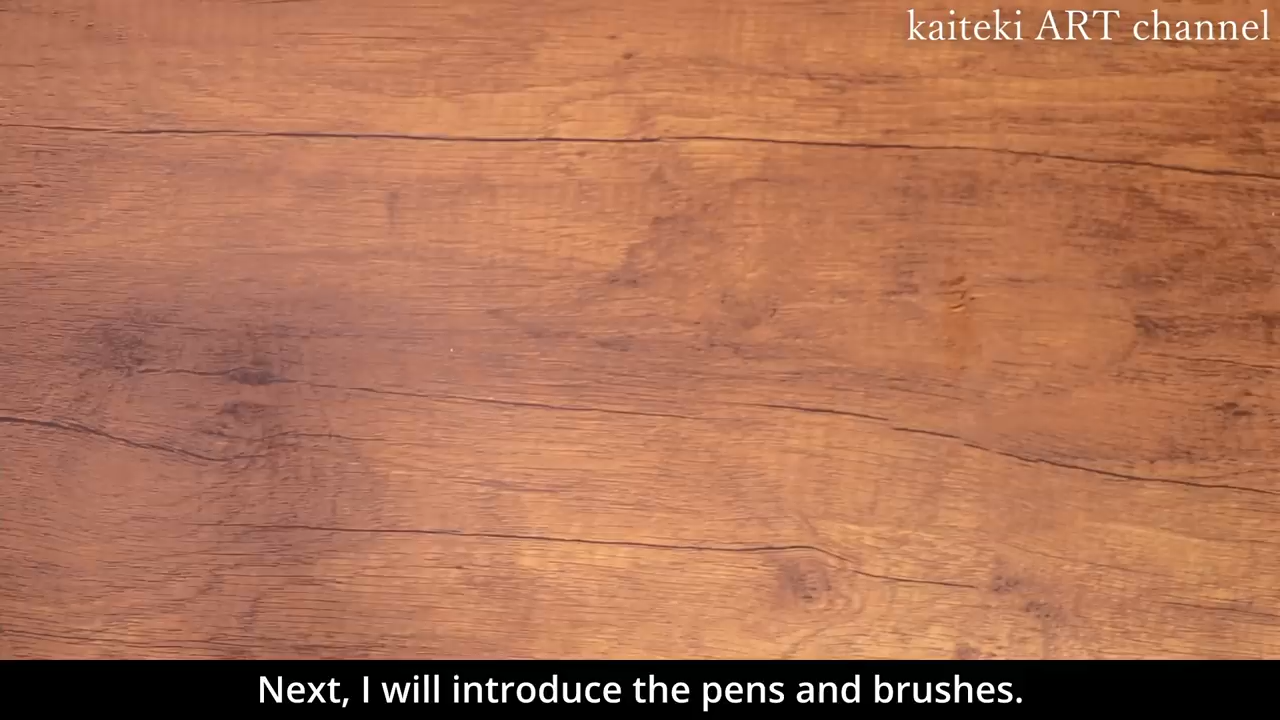 kaiteki ART channel
Next, I will introduce the pens and brushes.